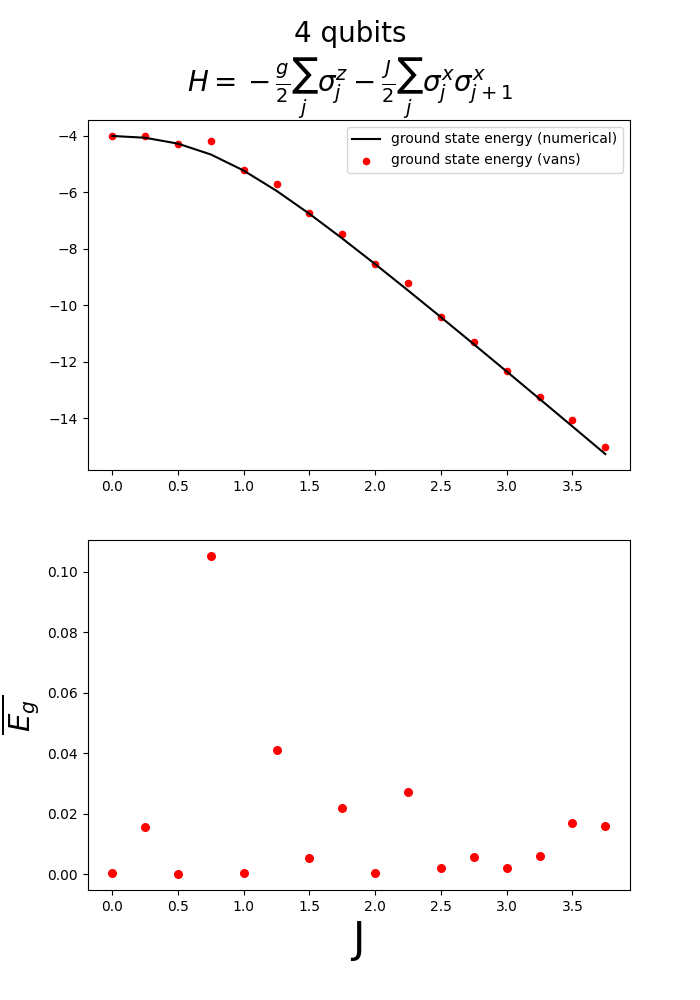 4 qubits
H = − g/2 ∑_j σ_j^z − J/2 ∑_j σ_j^x σ_{j+1}^x
ground state energy (numerical)
ground state energy (vans)
−4
−6
−8
−10
−12
−14
0.0 0.5 1.0 1.5 2.0 2.5 3.0 3.5
0.10
0.08
0.06
0.04
0.02
0.00
E_g
0.0 0.5 1.0 1.5 2.0 2.5 3.0 3.5
J